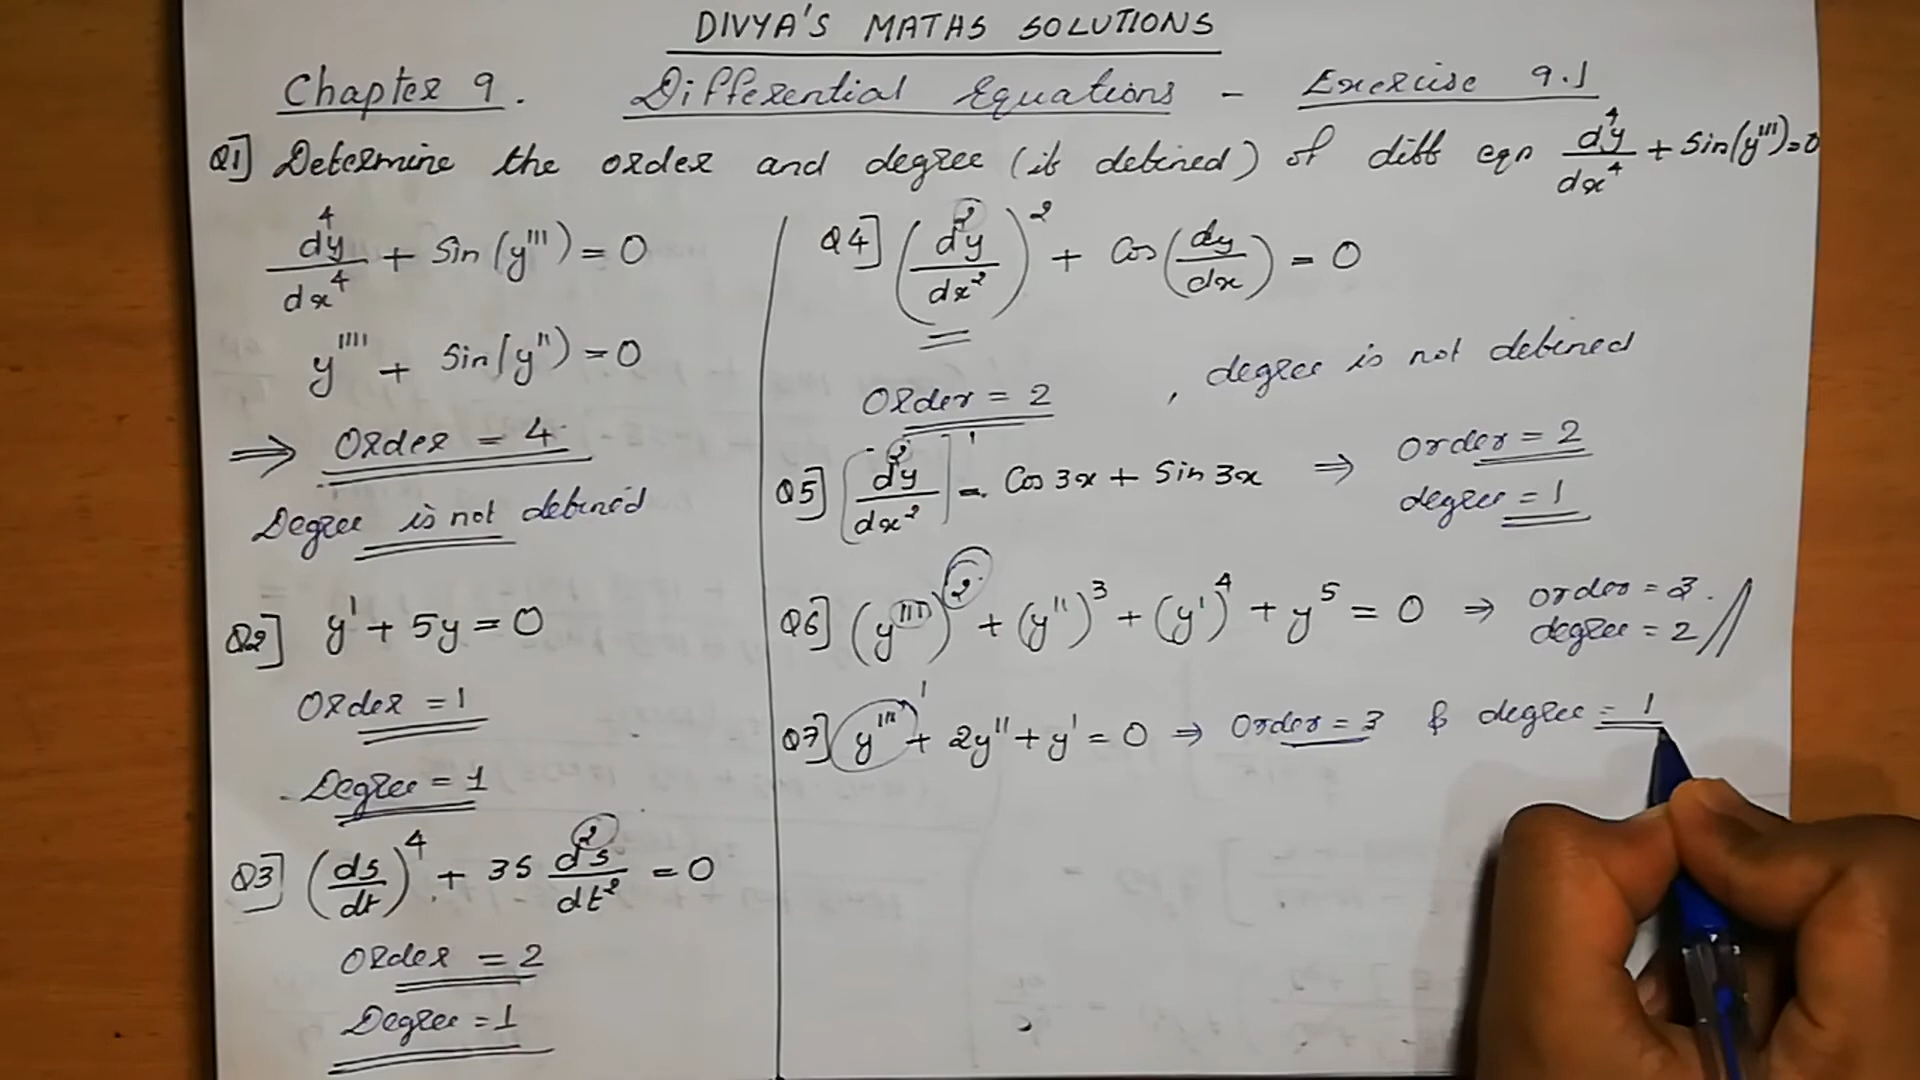 DIVYA'S MATHS SOLUTIONS
Chapter 9. Differential Equations - Exercise 9.1
Q1] Determine the order and degree (if defined) of diff eqn d⁴y/dx⁴ + Sin(y''')=0
d⁴y/dx⁴ + Sin(y''') = 0
y'''' + Sin(y'') = 0
⇒ Order = 4
Degree is not defined
Q2] y' + 5y = 0
Order = 1
Degree = 1
Q3] (ds/dt)⁴ + 3S d²s/dt² = 0
Order = 2
Degree = 1
Q4] (d²y/dx²)² + Cos(dy/dx) = 0
Order = 2 , degree is not defined
Q5] [d²y/dx²]¹ = Cos 3x + Sin 3x ⇒ Order = 2
degree = 1
Q6] (y''')² + (y'')³ + (y')⁴ + y⁵ = 0 ⇒ order = 3.
degree = 2 //
Q7] y'''¹ + 2y'' + y' = 0 ⇒ Order = 3 & degree = 1